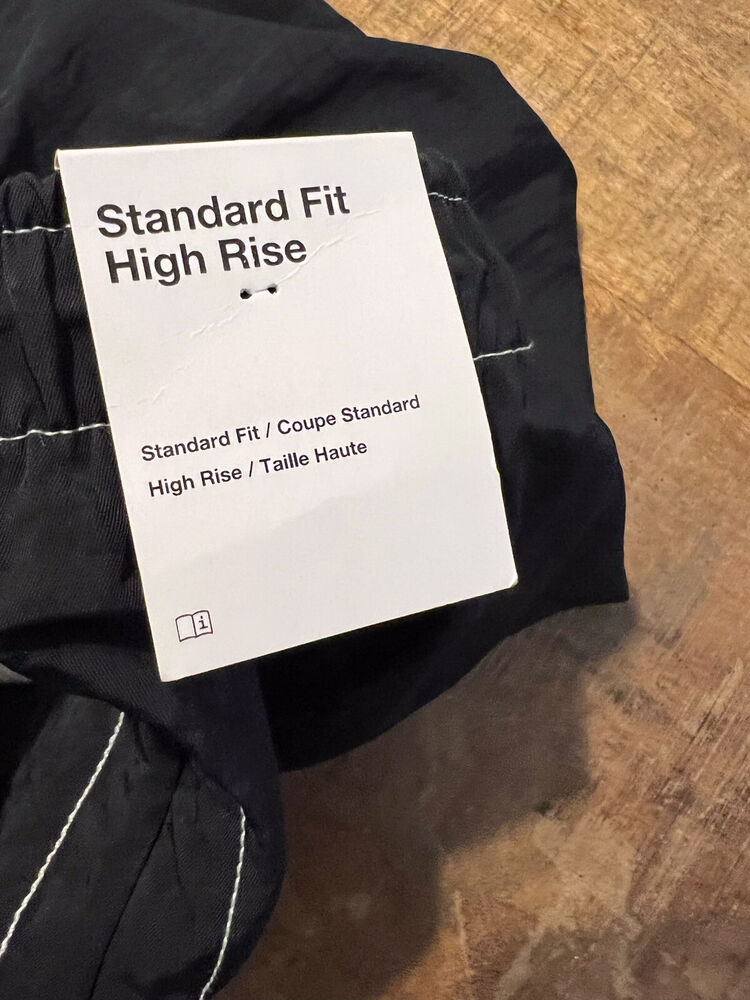 Standard Fit
High Rise
Standard Fit / Coupe Standard
High Rise / Taille Haute
i